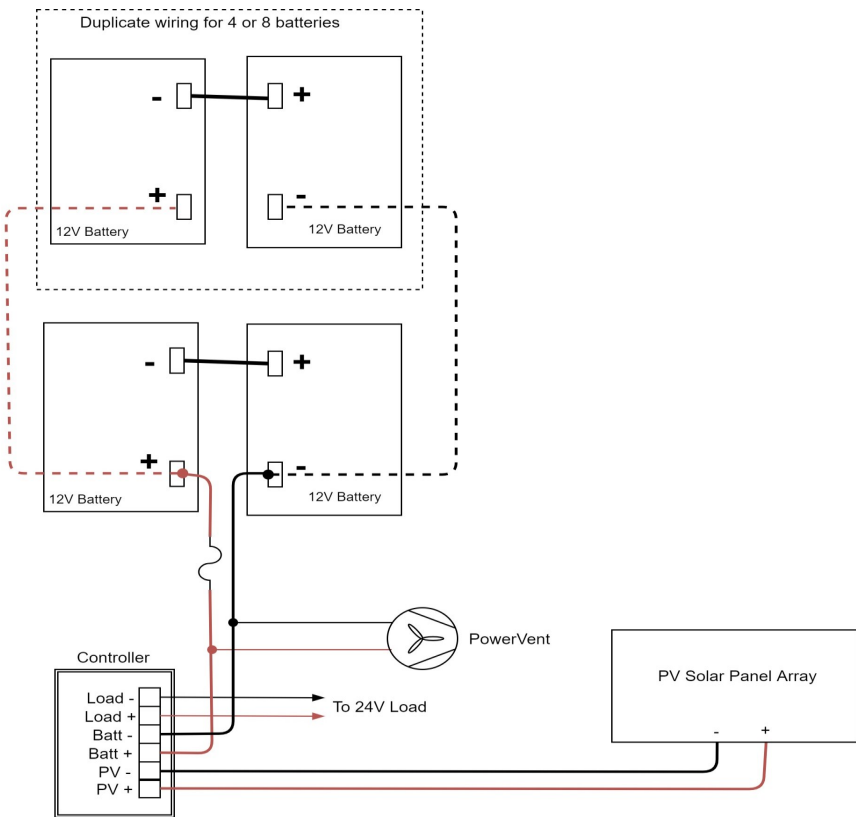 Duplicate wiring for 4 or 8 batteries
- +
+ -
12V Battery 12V Battery
- +
+ -
12V Battery 12V Battery
PowerVent
Controller
PV Solar Panel Array
Load -
Load +
To 24V Load
Batt -
Batt +
PV -
PV +
- +